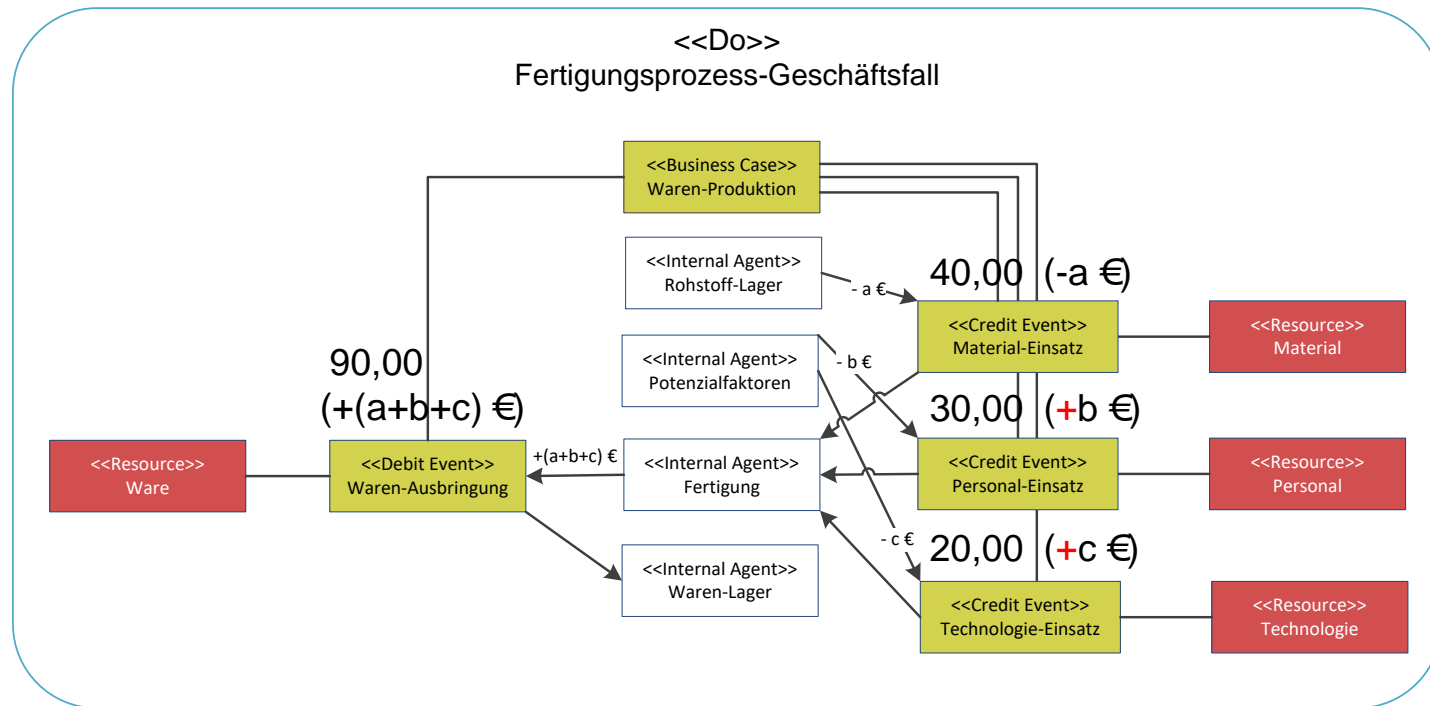 <<Do>>
Fertigungsprozess-Geschäftsfall
<<Business Case>>
Waren-Produktion
<<Internal Agent>>
Rohstoff-Lager
- a €
40,00 (-a €)
<<Credit Event>>
Material-Einsatz
<<Resource>>
Material
<<Internal Agent>>
Potenzialfaktoren
- b €
90,00
(+(a+b+c) €)
30,00 (+b €)
<<Resource>>
Ware
<<Debit Event>>
Waren-Ausbringung
+(a+b+c) €
<<Internal Agent>>
Fertigung
<<Credit Event>>
Personal-Einsatz
<<Resource>>
Personal
- c €
20,00 (+c €)
<<Internal Agent>>
Waren-Lager
<<Credit Event>>
Technologie-Einsatz
<<Resource>>
Technologie